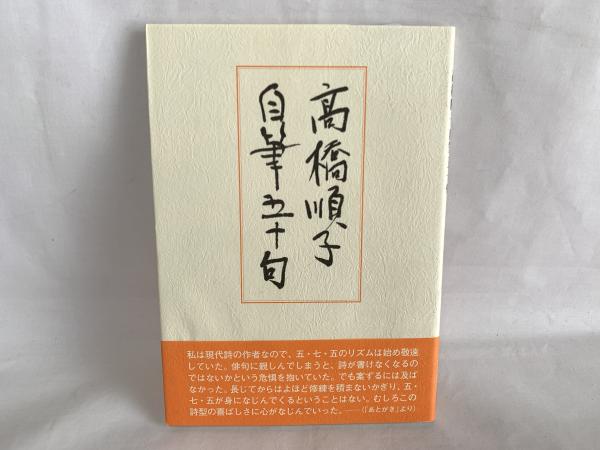 高橋順子
自筆五十句
私は現代詩の作者なので、五・七・五のリズムは始め敬遠
していた。俳句に親しんでしまうと、詩が書けなくなるの
ではないかという危惧を抱いていた。でも案ずるには及ば
なかった。長じてからはよほど修練を積まないかぎり、五・
七・五が身になじんでくるということはない。むしろこの
詩型の喜ばしさに心がなじんでいった。——（「あとがき」より）